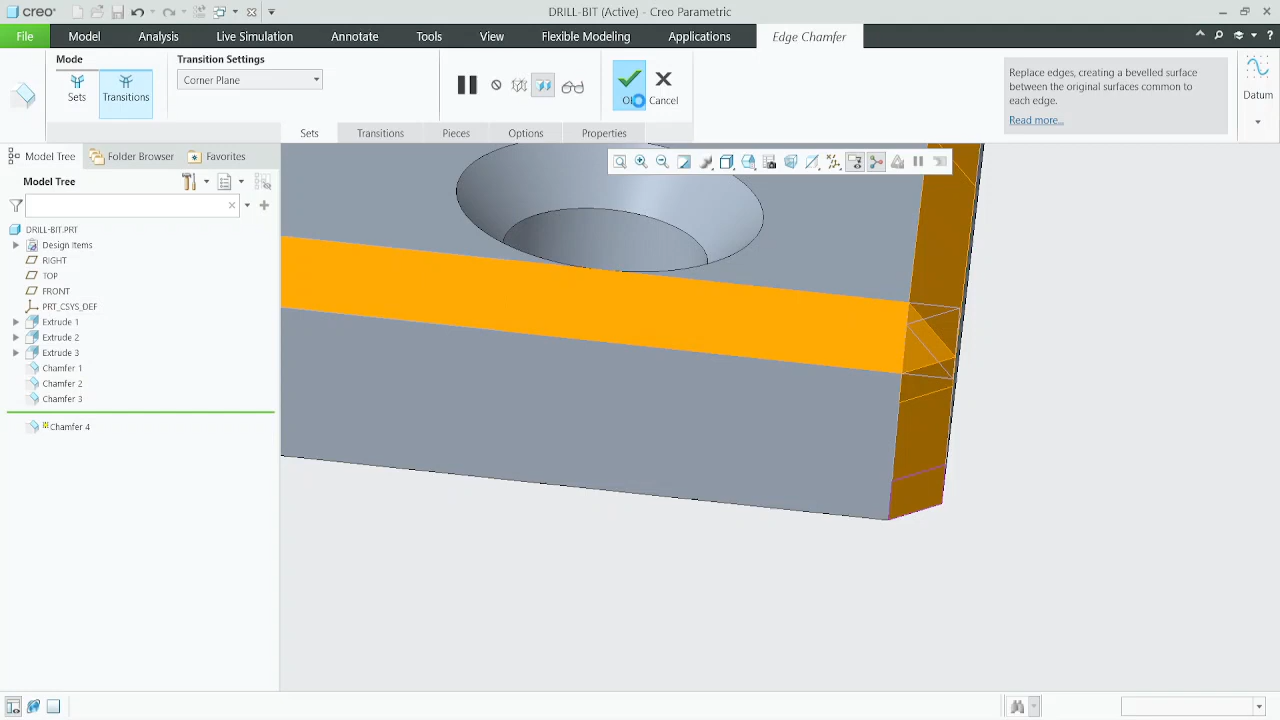 creo
DRILL-BIT (Active) - Creo Parametric
File
Model
Analysis
Live Simulation
Annotate
Tools
View
Flexible Modeling
Applications
Edge Chamfer
Mode
Sets
Transitions
Transition Settings
Corner Plane
OK
Cancel
Replace edges, creating a bevelled surface
between the original surfaces common to
each edge.
Read more...
Datum
Sets
Transitions
Pieces
Options
Properties
Model Tree
Folder Browser
Favorites
Model Tree
DRILL-BIT.PRT
Design Items
RIGHT
TOP
FRONT
PRT_CSYS_DEF
Extrude 1
Extrude 2
Extrude 3
Chamfer 1
Chamfer 2
Chamfer 3
Chamfer 4